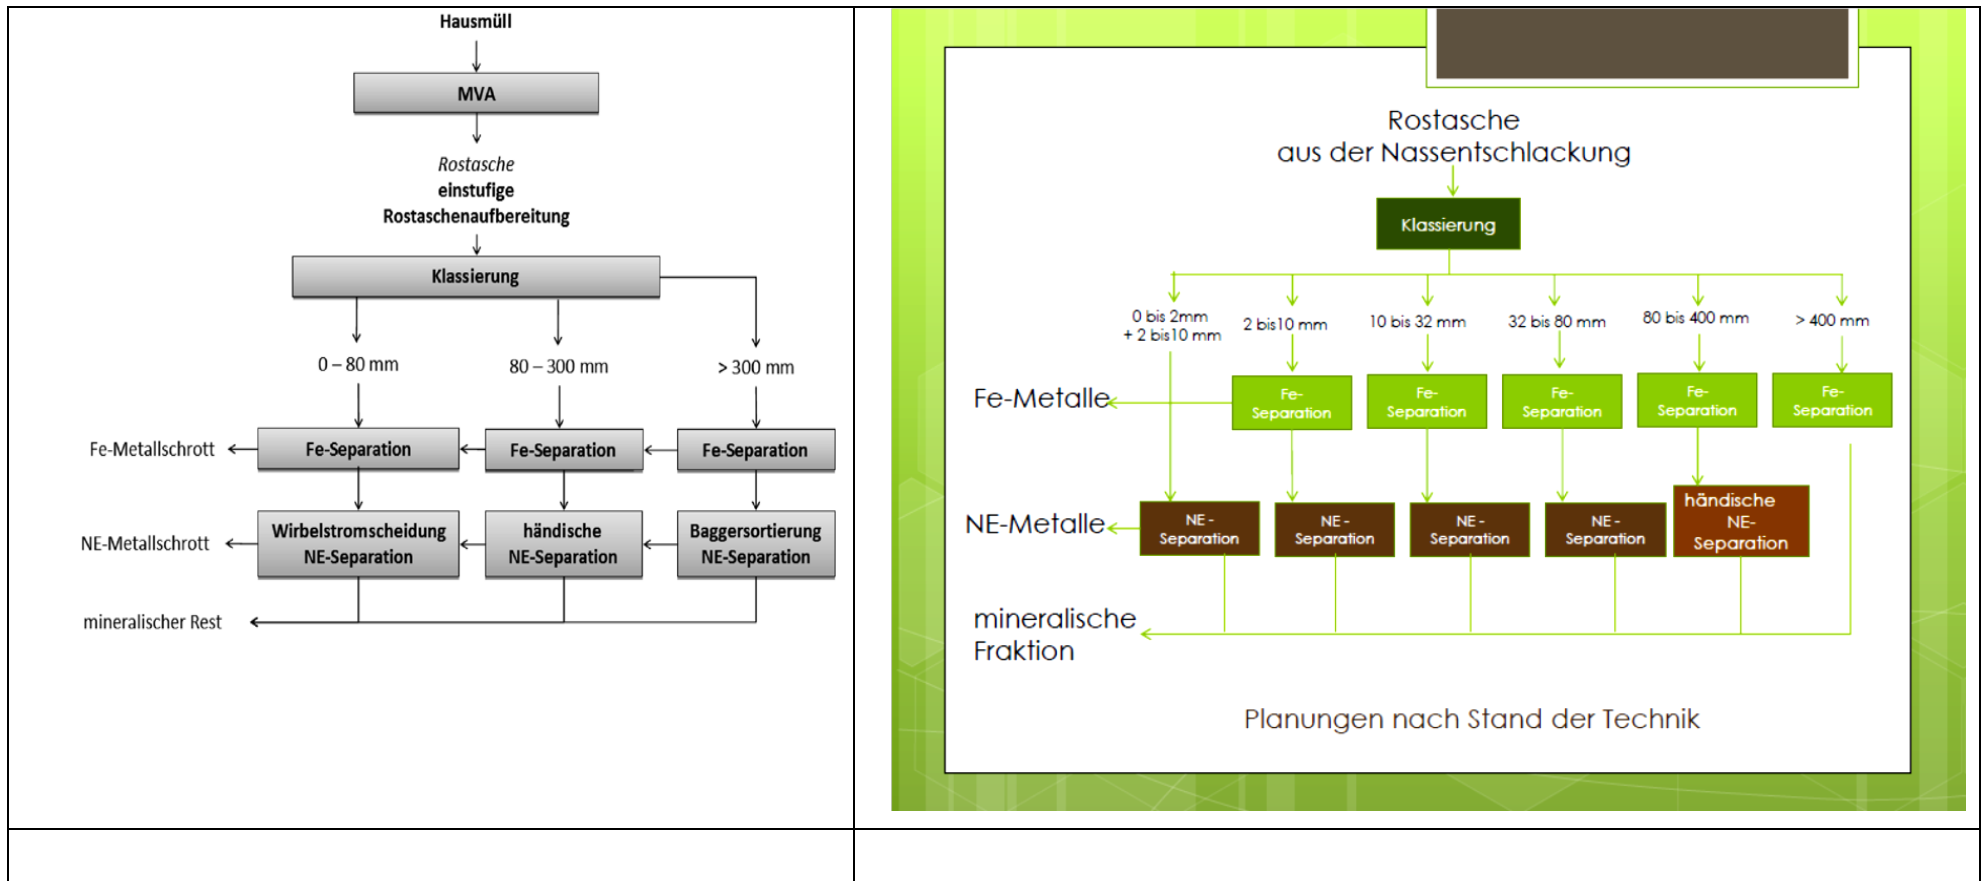 Hausmüll
MVA
Rostasche
einstufige
Rostaschenaufbereitung
Klassierung
0 – 80 mm
80 – 300 mm
> 300 mm
Fe-Metallschrott
Fe-Separation
Fe-Separation
Fe-Separation
NE-Metallschrott
Wirbelstromscheidung
NE-Separation
händische
NE-Separation
Baggersortierung
NE-Separation
mineralischer Rest
Rostasche
aus der Nassentschlackung
Klassierung
0 bis 2mm
+ 2 bis10 mm
2 bis10 mm
10 bis 32 mm
32 bis 80 mm
80 bis 400 mm
> 400 mm
Fe-Metalle
Fe-
Separation
Fe-
Separation
Fe-
Separation
Fe-
Separation
Fe-
Separation
NE-Metalle
NE -
Separation
NE -
Separation
NE -
Separation
NE -
Separation
händische
NE-
Separation
mineralische
Fraktion
Planungen nach Stand der Technik